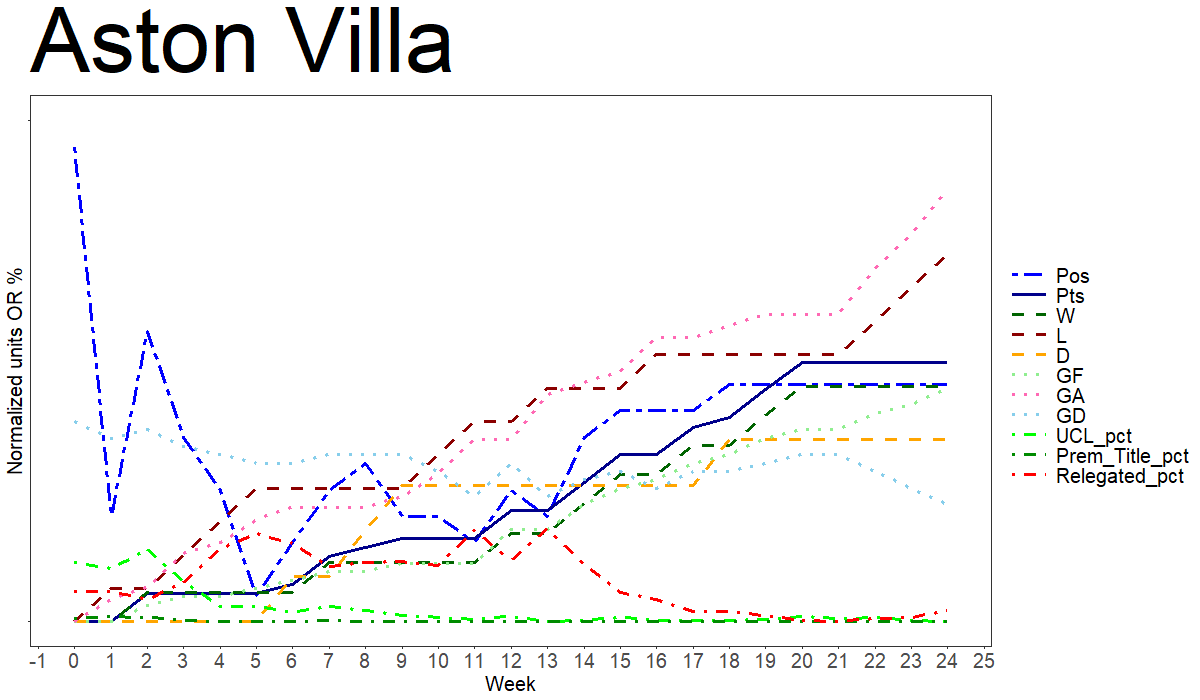 Aston Villa
Normalized units OR %
-1 0 1 2 3 4 5 6 7 8 9 10 11 12 13 14 15 16 17 18 19 20 21 22 23 24 25
Week
Pos
Pts
W
L
D
GF
GA
GD
UCL_pct
Prem_Title_pct
Relegated_pct